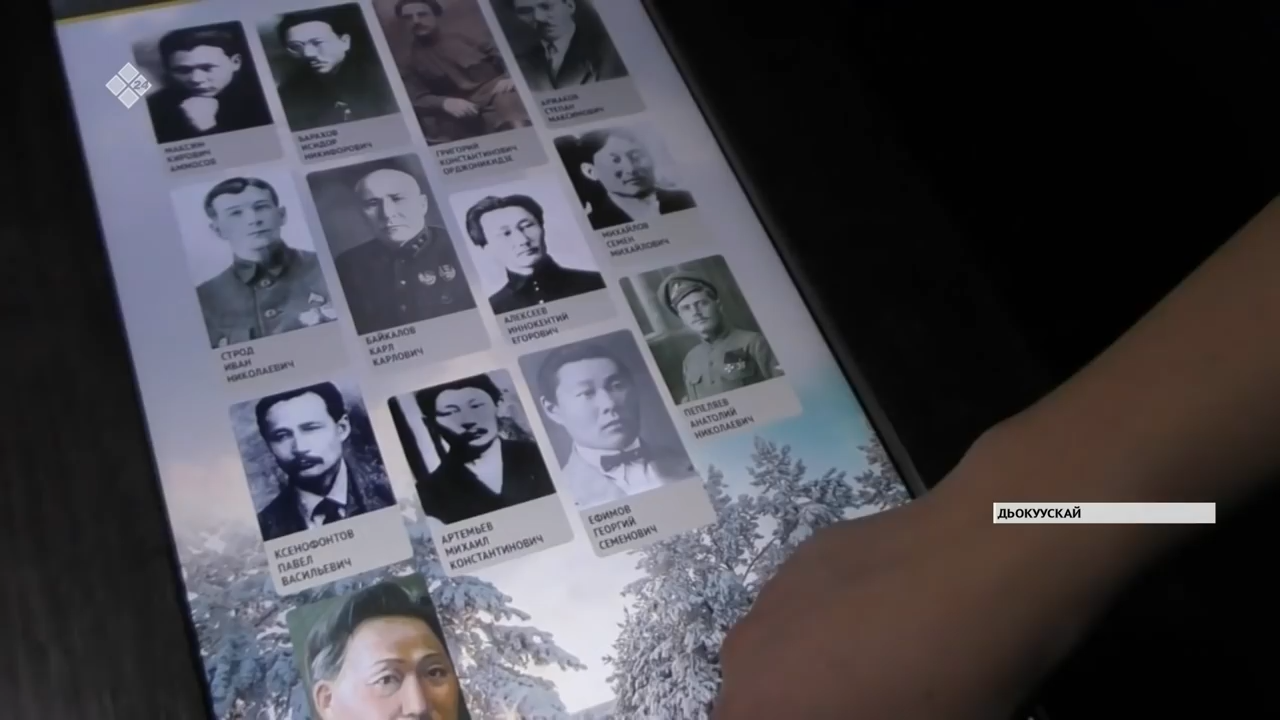 24
МАКСИМ
КИРОВИЧ
АММОСОВ
БАРАХОВ
ИСИДОР
НИКИФОРОВИЧ
ГРИГОРИЙ
КОНСТАНТИНОВИЧ
ОРДЖОНИКИДЗЕ
АРЖАКОВ
СТЕПАН
МАКСИМОВИЧ
СТРОД
ИВАН
НИКОЛАЕВИЧ
БАЙКАЛОВ
КАРЛ
КАРЛОВИЧ
АЛЕКСЕЕВ
ИННОКЕНТИЙ
ЕГОРОВИЧ
МИХАЙЛОВ
СЕМЕН
МИХАЙЛОВИЧ
КСЕНОФОНТОВ
ПАВЕЛ
ВАСИЛЬЕВИЧ
АРТЕМЬЕВ
МИХАИЛ
КОНСТАНТИНОВИЧ
ЕФИМОВ
ГЕОРГИЙ
СЕМЕНОВИЧ
ПЕПЕЛЯЕВ
АНАТОЛИЙ
НИКОЛАЕВИЧ
ДЬОКУУСКАЙ